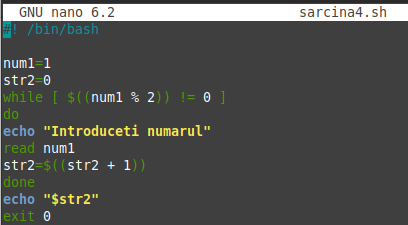 GNU nano 6.2 sarcina4.sh
#! /bin/bash
num1=1
str2=0
while [ $((num1 % 2)) != 0 ]
do
echo "Introduceti numarul"
read num1
str2=$((str2 + 1))
done
echo "$str2"
exit 0